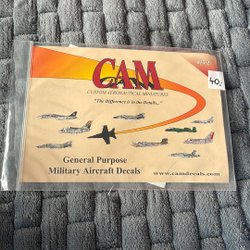 40,-
CAM
CUSTOM AERONAUTICAL MINIATURES
"The Difference is in the Details..."
General Purpose
Military Aircraft Decals
www.camdecals.com